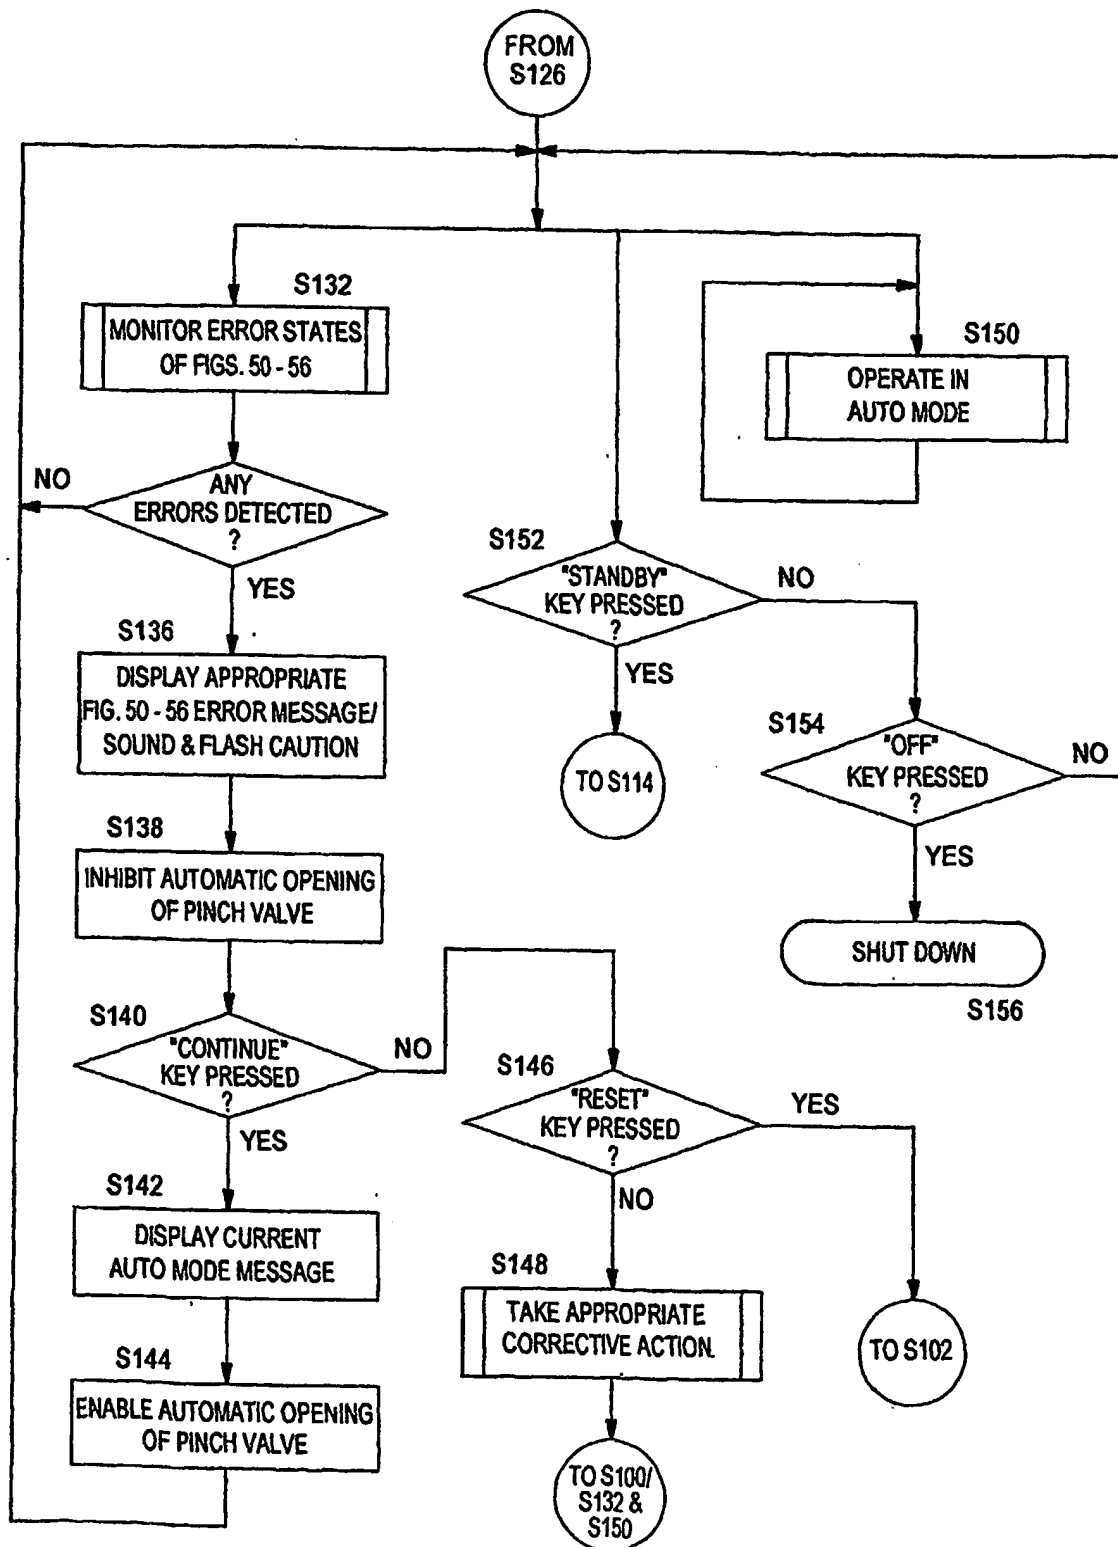 FROM
S126
S132
MONITOR ERROR STATES
OF FIGS. 50 - 56
S150
OPERATE IN
AUTO MODE
NO
ANY
ERRORS DETECTED
?
YES
S152
"STANDBY"
KEY PRESSED
?
NO
YES
S136
DISPLAY APPROPRIATE
FIG. 50 - 56 ERROR MESSAGE/
SOUND & FLASH CAUTION
TO S114
S154
"OFF"
KEY PRESSED
?
NO
YES
S138
INHIBIT AUTOMATIC OPENING
OF PINCH VALVE
SHUT DOWN
S156
S140
"CONTINUE"
KEY PRESSED
?
NO
YES
S146
"RESET"
KEY PRESSED
?
YES
NO
S142
DISPLAY CURRENT
AUTO MODE MESSAGE
S148
TAKE APPROPRIATE
CORRECTIVE ACTION.
TO S102
S144
ENABLE AUTOMATIC OPENING
OF PINCH VALVE
TO S100/
S132 &
S150